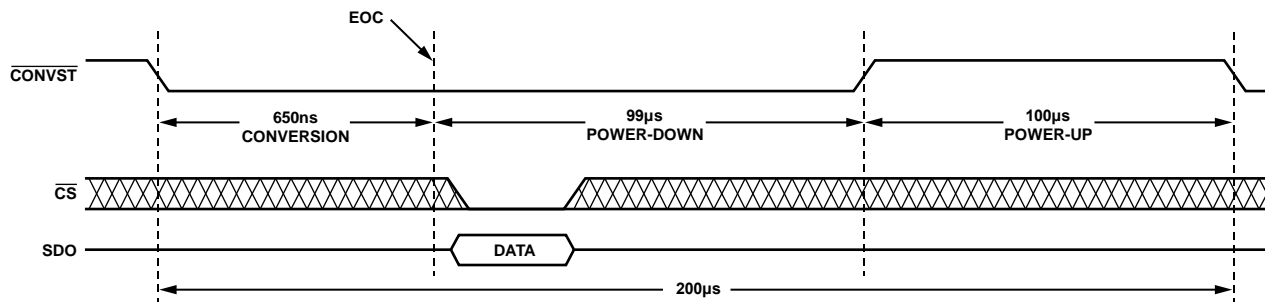 EOC
CONVST
650ns
CONVERSION
99µs
POWER-DOWN
100µs
POWER-UP
CS
SDO
DATA
200µs